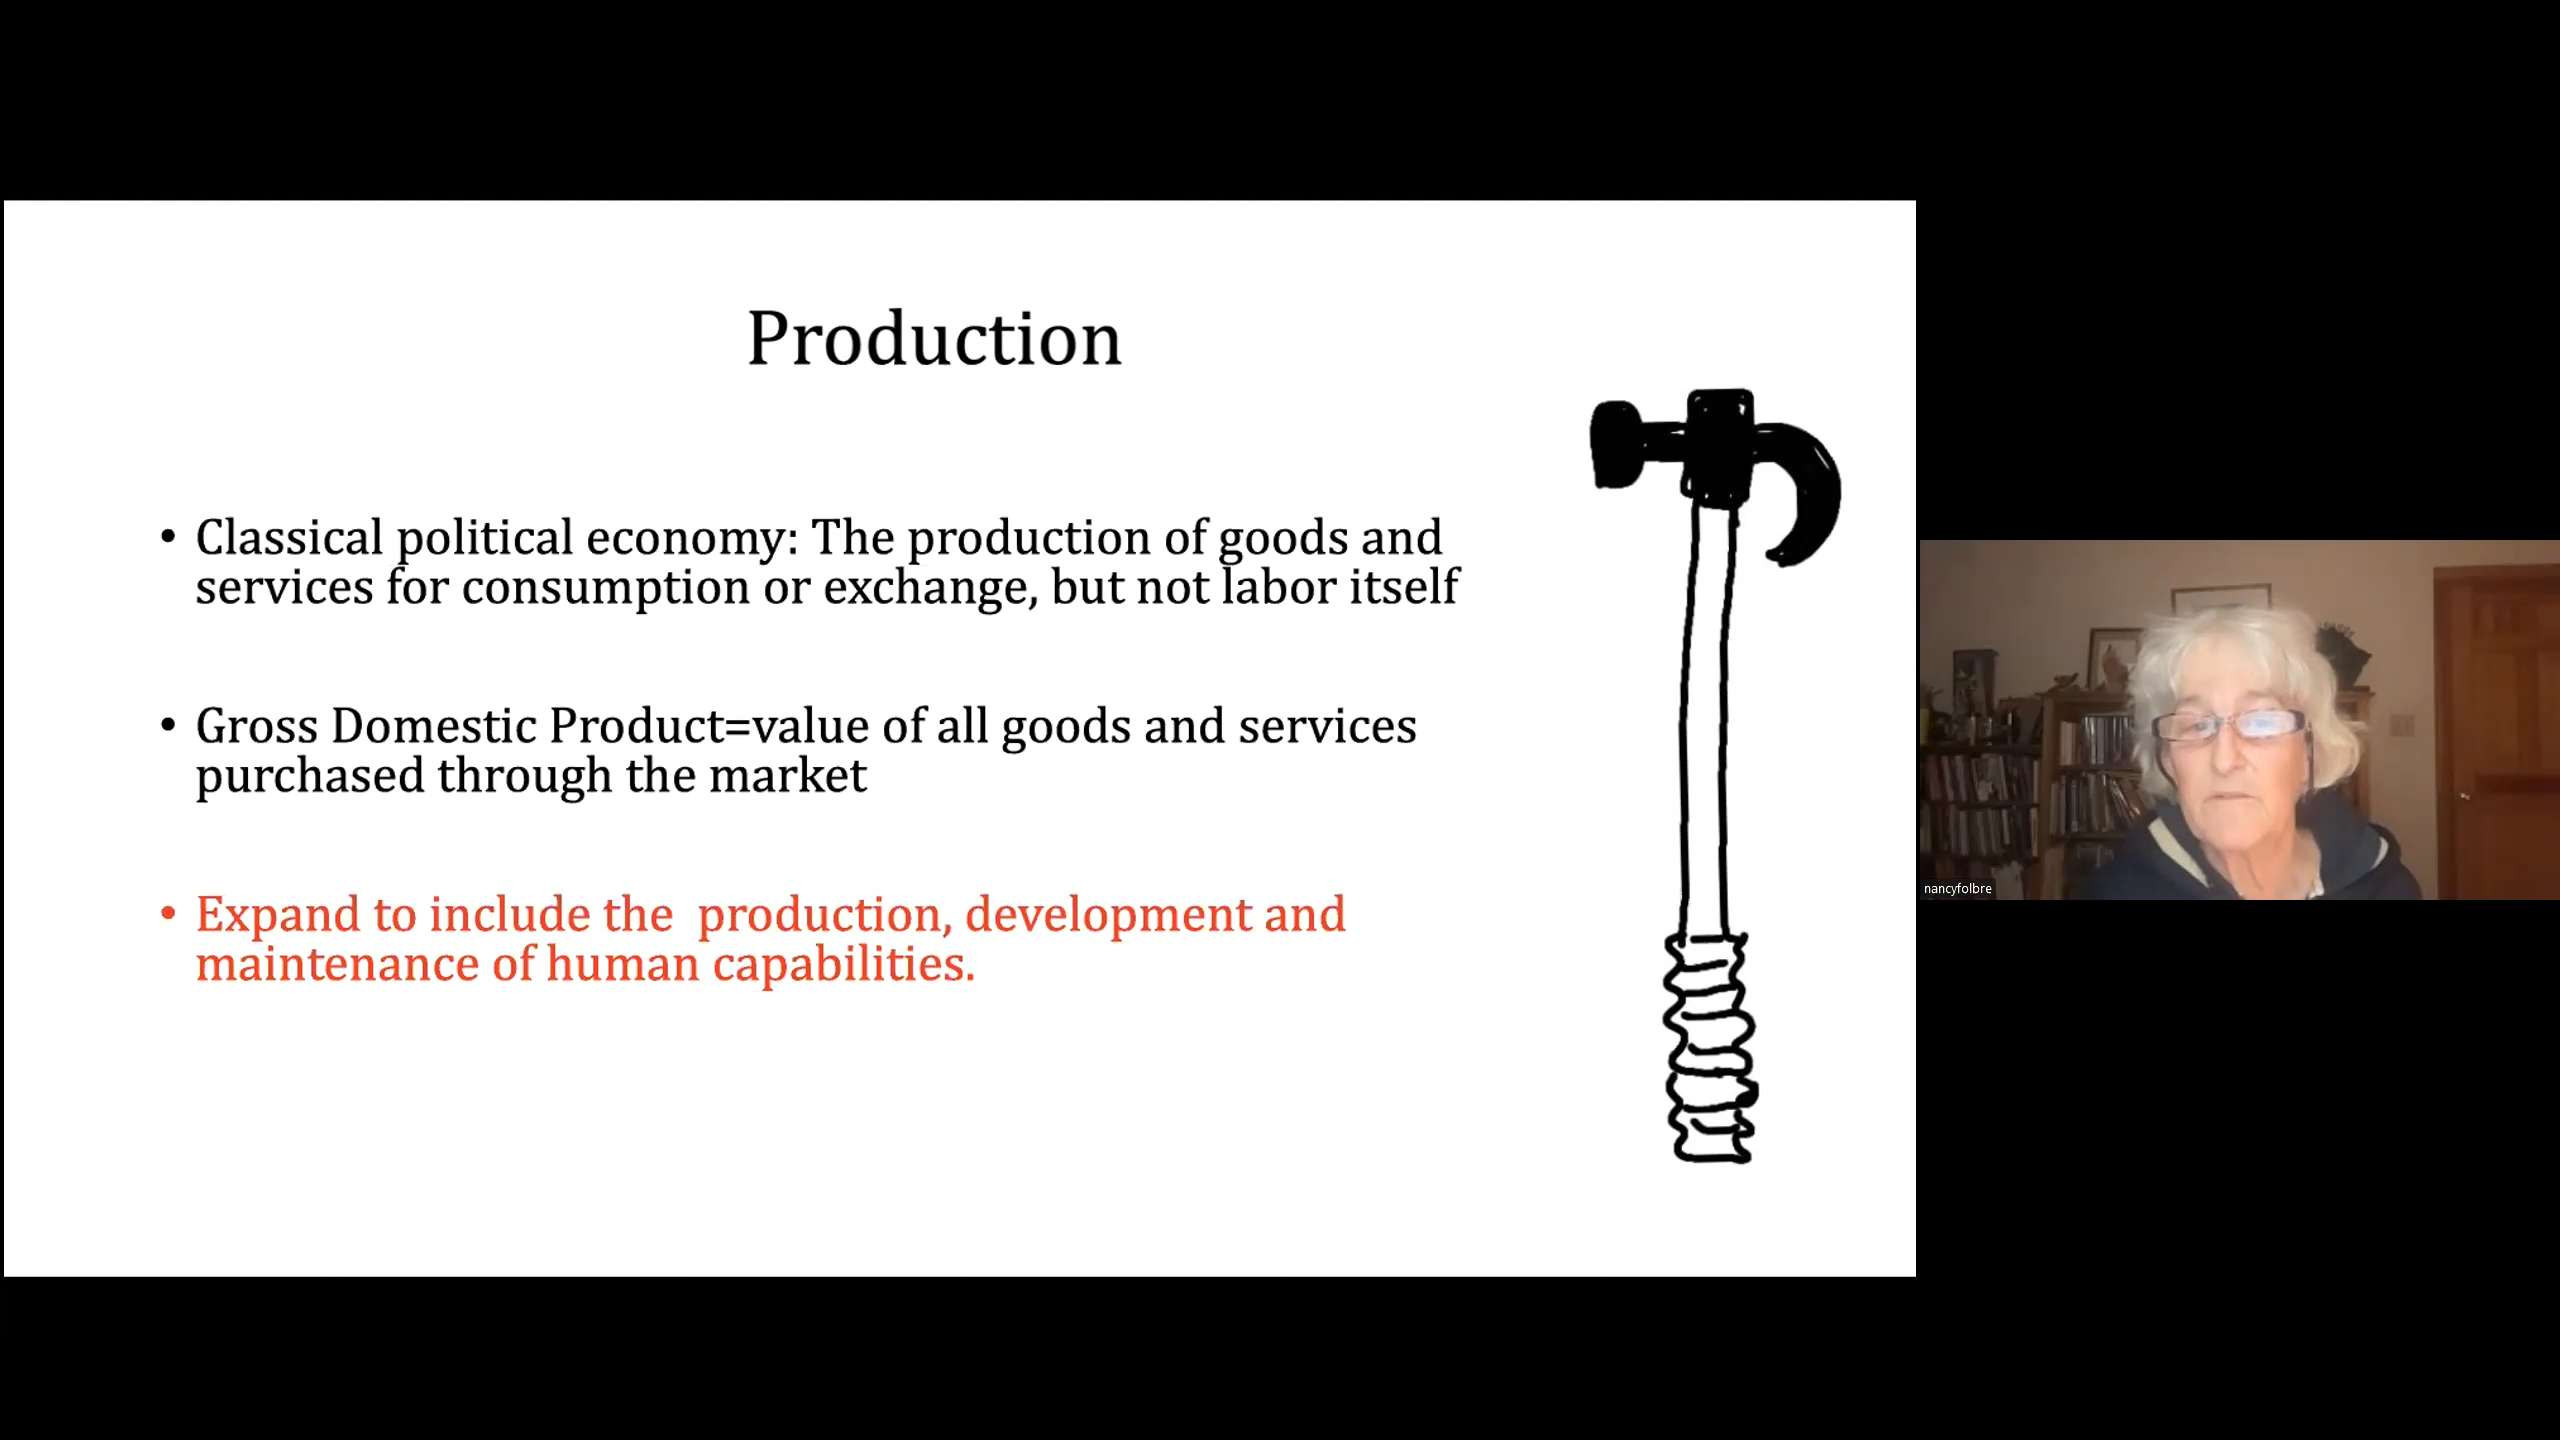 Production
• Classical political economy: The production of goods and
services for consumption or exchange, but not labor itself
• Gross Domestic Product=value of all goods and services
purchased through the market
• Expand to include the  production, development and
maintenance of human capabilities.
nancyfolbre